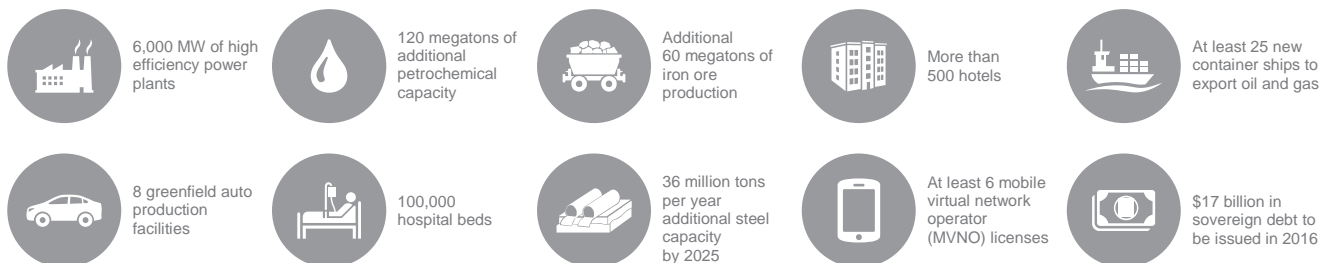 6,000 MW of high
efficiency power
plants
120 megatons of
additional
petrochemical
capacity
Additional
60 megatons of
iron ore
production
More than
500 hotels
At least 25 new
container ships to
export oil and gas
8 greenfield auto
production
facilities
100,000
hospital beds
36 million tons
per year
additional steel
capacity
by 2025
At least 6 mobile
virtual network
operator
(MVNO) licenses
$17 billion in
sovereign debt to
be issued in 2016